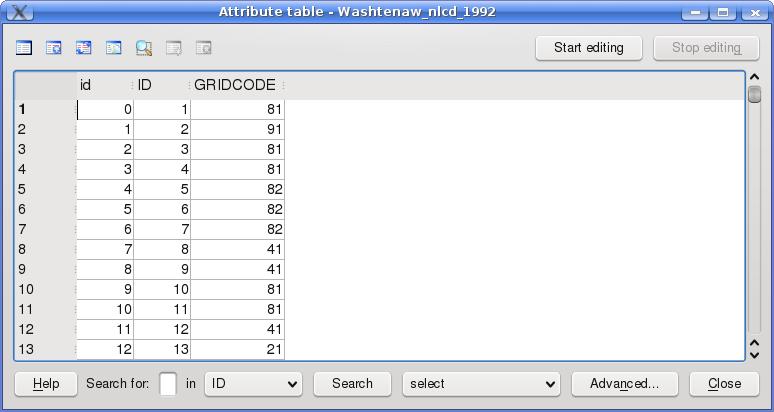 Attribute table - Washtenaw_nlcd_1992
Start editing Stop editing
id ID GRIDCODE
1 0 1 81
2 1 2 91
3 2 3 81
4 3 4 81
5 4 5 82
6 5 6 82
7 6 7 82
8 7 8 41
9 8 9 41
10 9 10 81
11 10 11 81
12 11 12 41
13 12 13 21
Help Search for: in ID Search select Advanced... Close